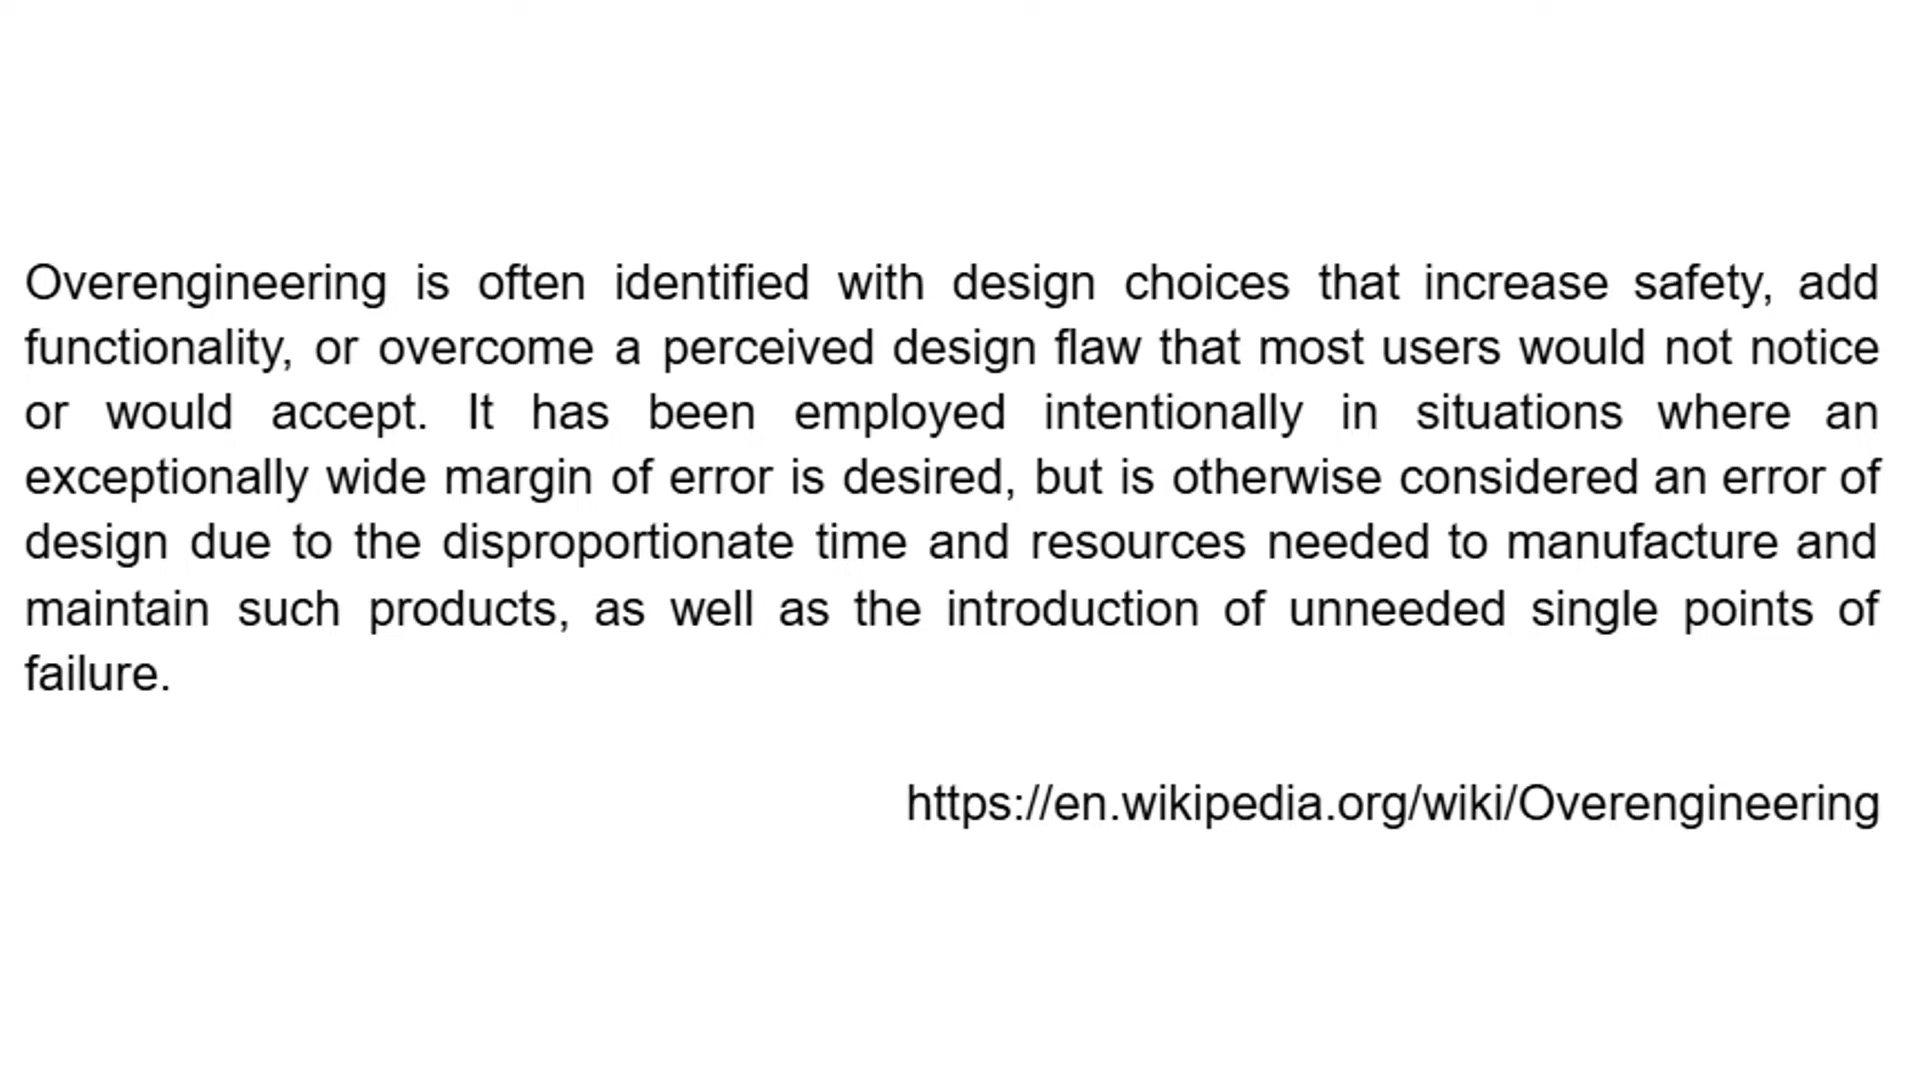 Overengineering is often identified with design choices that increase safety, add
functionality, or overcome a perceived design flaw that most users would not notice
or would accept. It has been employed intentionally in situations where an
exceptionally wide margin of error is desired, but is otherwise considered an error of
design due to the disproportionate time and resources needed to manufacture and
maintain such products, as well as the introduction of unneeded single points of
failure.
https://en.wikipedia.org/wiki/Overengineering